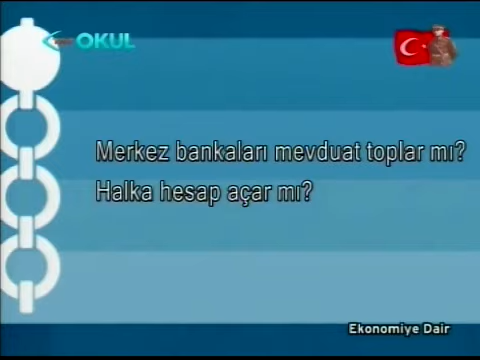 OKUL
Merkez bankaları mevduat toplar mı?
Halka hesap açar mı?
Ekonomiye Dair